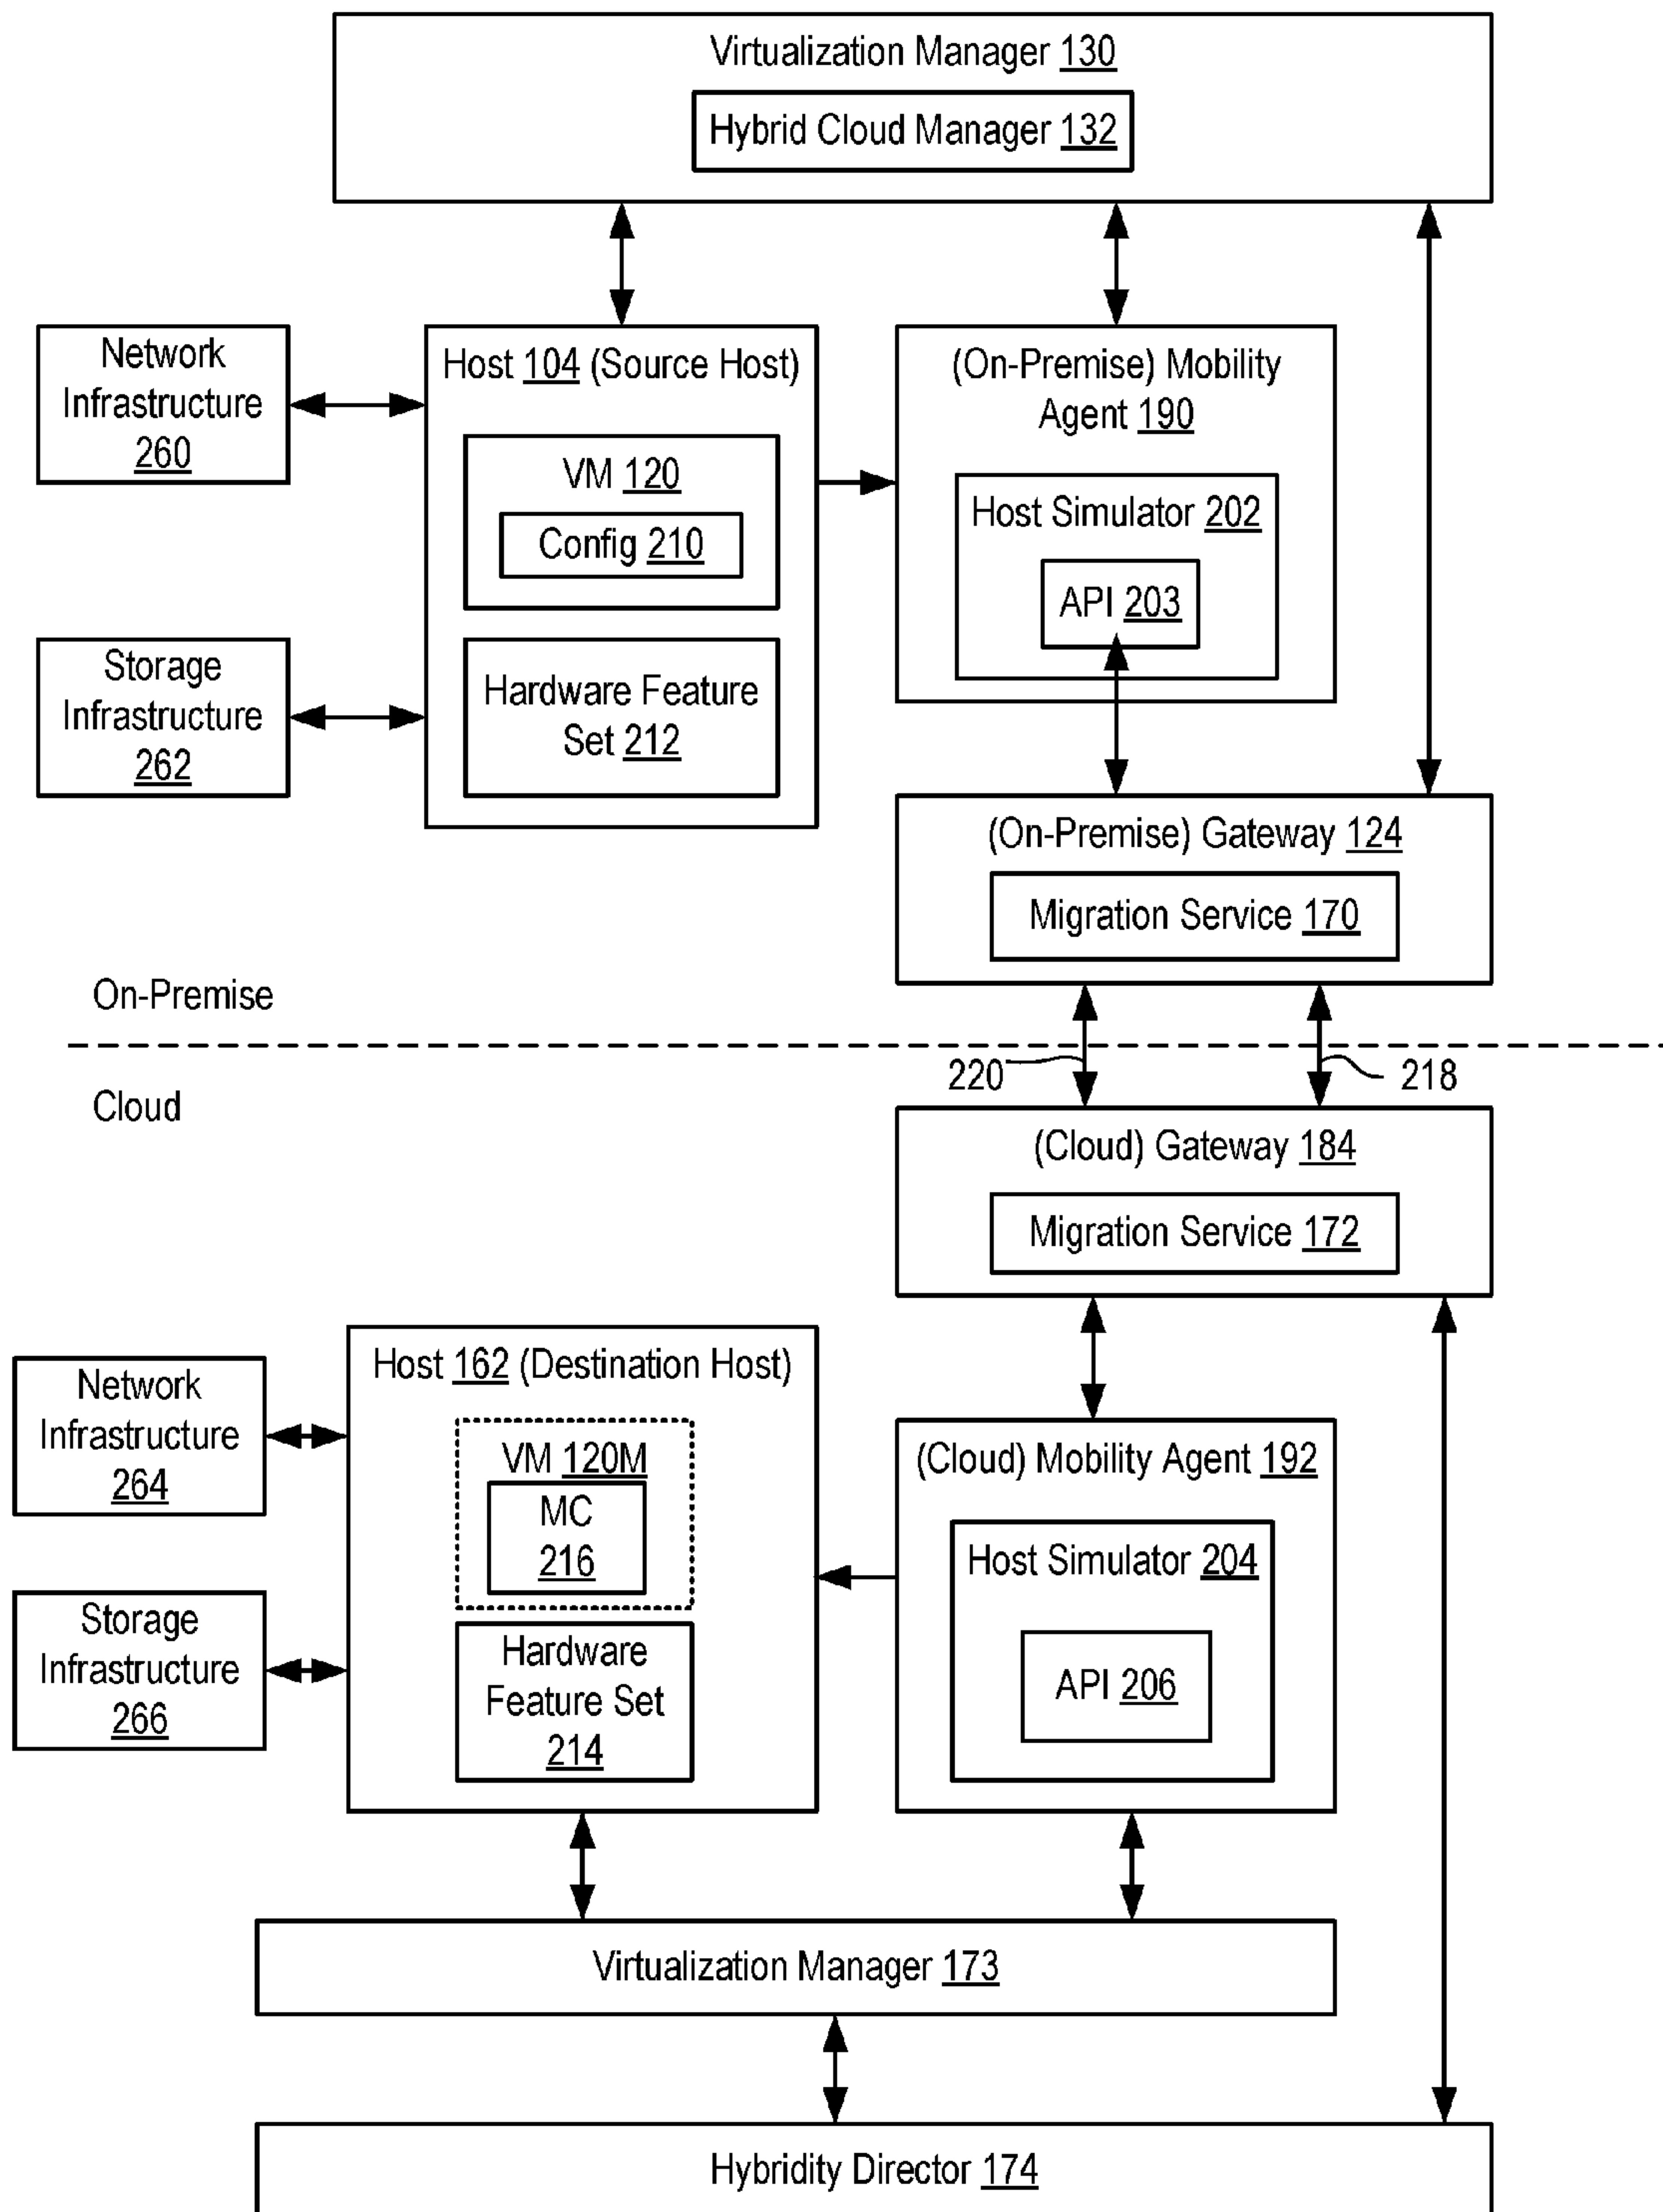 Virtualization Manager 130
Hybrid Cloud Manager 132
Network
Infrastructure
260
Host 104 (Source Host)
VM 120
Config 210
Hardware Feature
Set 212
(On-Premise) Mobility
Agent 190
Host Simulator 202
API 203
Storage
Infrastructure
262
(On-Premise) Gateway 124
Migration Service 170
On-Premise
220
218
Cloud
(Cloud) Gateway 184
Migration Service 172
Network
Infrastructure
264
Host 162 (Destination Host)
VM 120M
MC
216
Hardware
Feature Set
214
(Cloud) Mobility Agent 192
Host Simulator 204
API 206
Storage
Infrastructure
266
Virtualization Manager 173
Hybridity Director 174